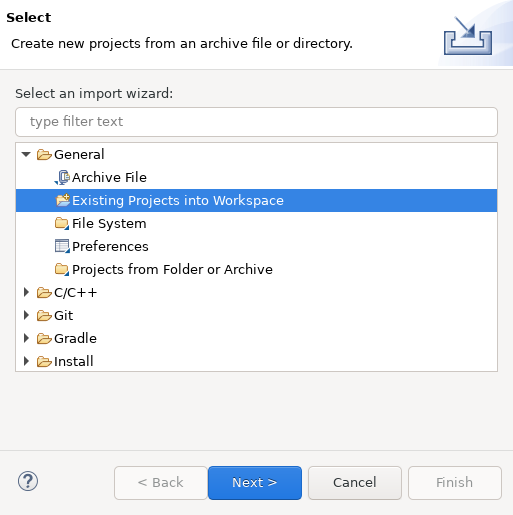 Select
Create new projects from an archive file or directory.
Select an import wizard:
type filter text
General
Archive File
Existing Projects into Workspace
File System
Preferences
Projects from Folder or Archive
C/C++
Git
Gradle
Install
?
< Back
Next >
Cancel
Finish